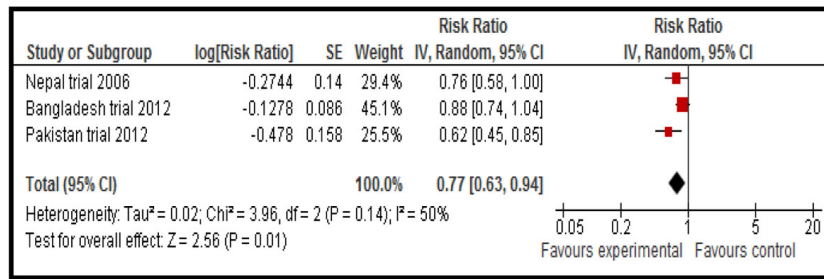 Risk Ratio Risk Ratio
Study or Subgroup log[Risk Ratio] SE Weight IV, Random, 95% CI IV, Random, 95% CI
Nepal trial 2006 -0.2744 0.14 29.4% 0.76 [0.58, 1.00]
Bangladesh trial 2012 -0.1278 0.086 45.1% 0.88 [0.74, 1.04]
Pakistan trial 2012 -0.478 0.158 25.5% 0.62 [0.45, 0.85]
Total (95% CI) 100.0% 0.77 [0.63, 0.94]
Heterogeneity: Tau² = 0.02; Chi² = 3.96, df = 2 (P = 0.14); I² = 50%
Test for overall effect: Z = 2.56 (P = 0.01)
0.05 0.2 1 5 20
Favours experimental Favours control